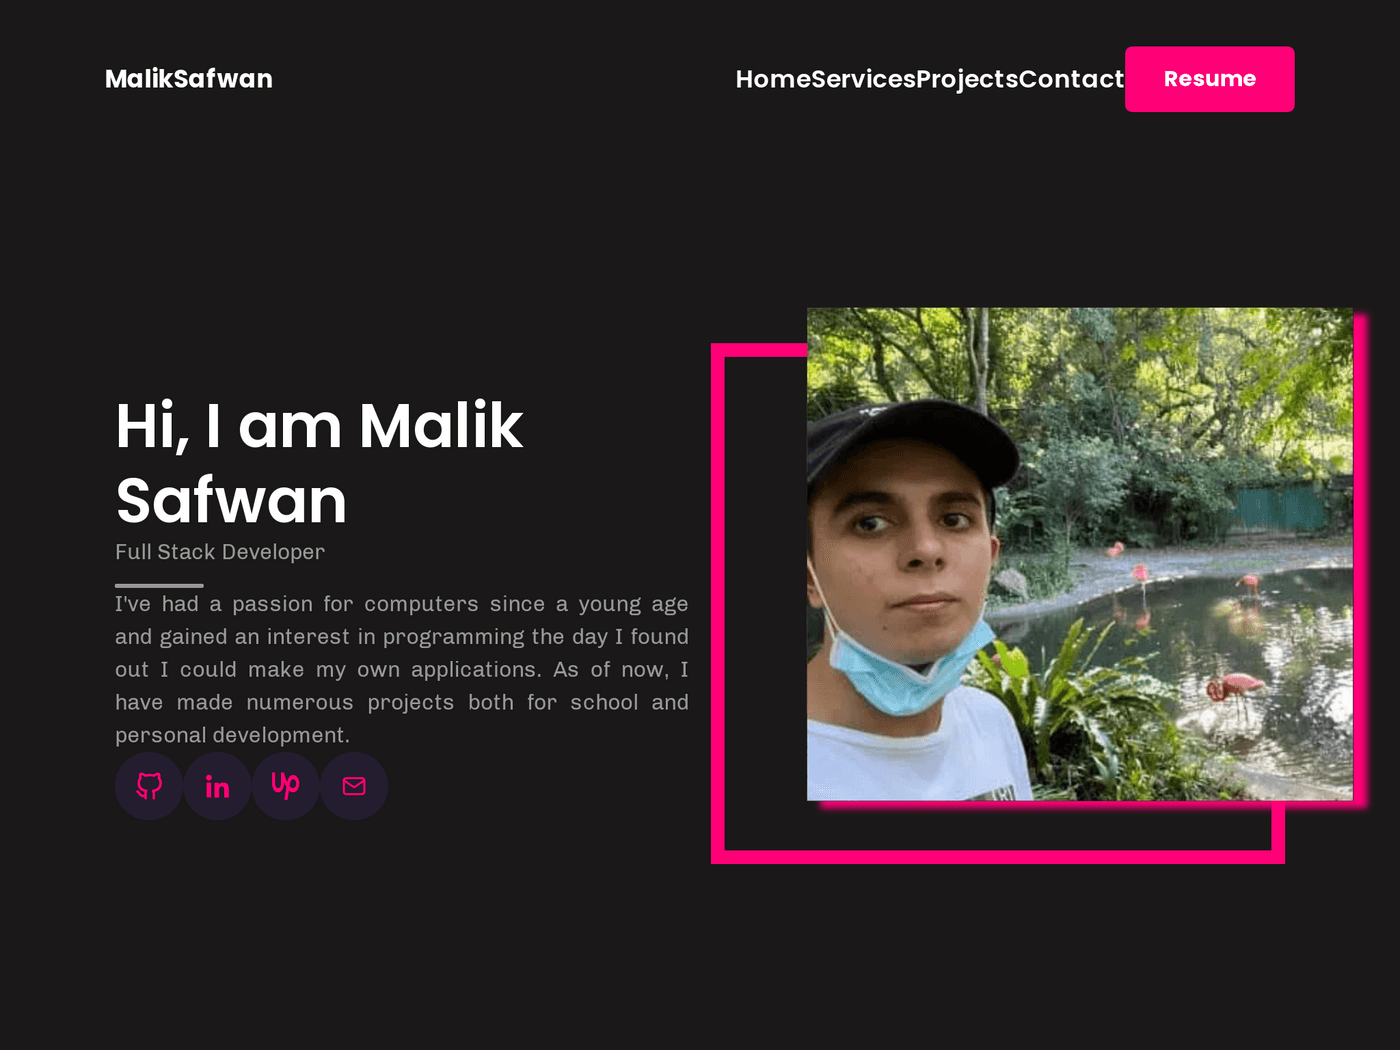 MalikSafwan
HomeServicesProjectsContact
Resume
Hi, I am Malik
Safwan
Full Stack Developer
I've had a passion for computers since a young age
and gained an interest in programming the day I found
out I could make my own applications. As of now, I
have made numerous projects both for school and
personal development.